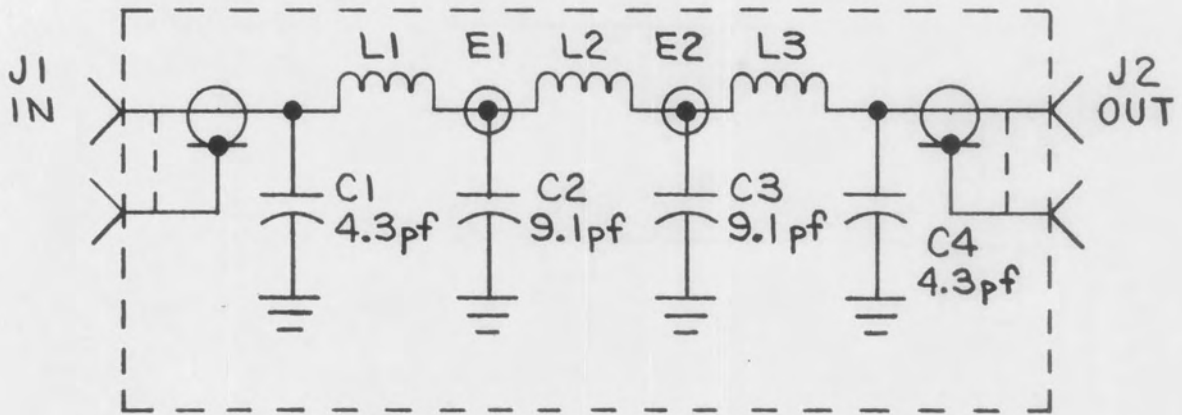 J1
IN
L1
E1
L2
E2
L3
J2
OUT
C1
4.3pf
C2
9.1pf
C3
9.1pf
C4
4.3pf